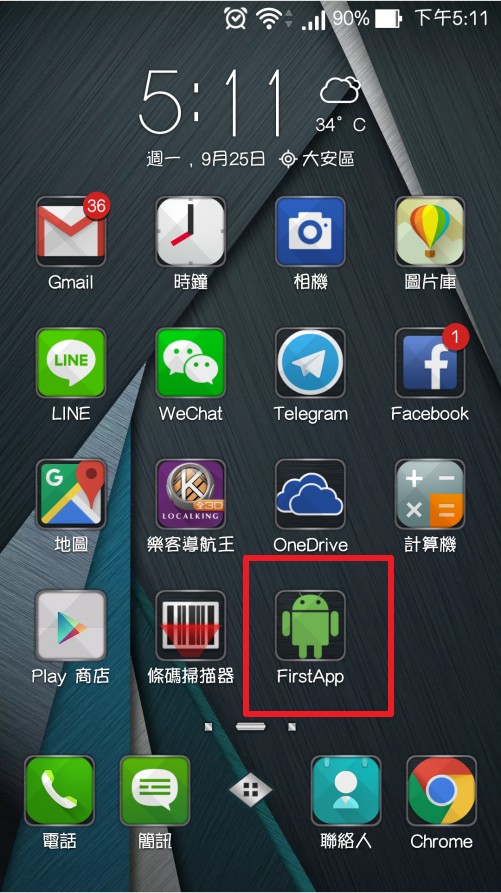 90% 下午5:11
5:11
34° C
週一 , 9月25日 大安區
36
Gmail 時鐘 相機 圖片庫
LINE
1
LINE WeChat Telegram Facebook
G
K
全3D
LOCALKING
地圖 樂客導航王 OneDrive 計算機
Play 商店 條碼掃描器 FirstApp
電話 簡訊 聯絡人 Chrome